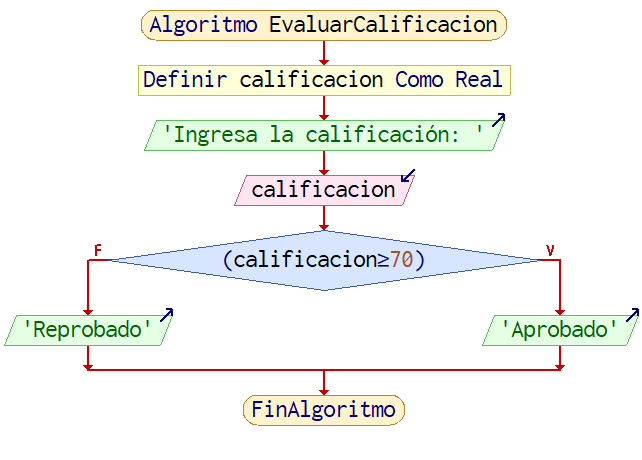 Algoritmo EvaluarCalificacion
Definir calificacion Como Real
'Ingresa la calificación: '
calificacion
F
V
(calificacion≥70)
'Reprobado'
'Aprobado'
FinAlgoritmo